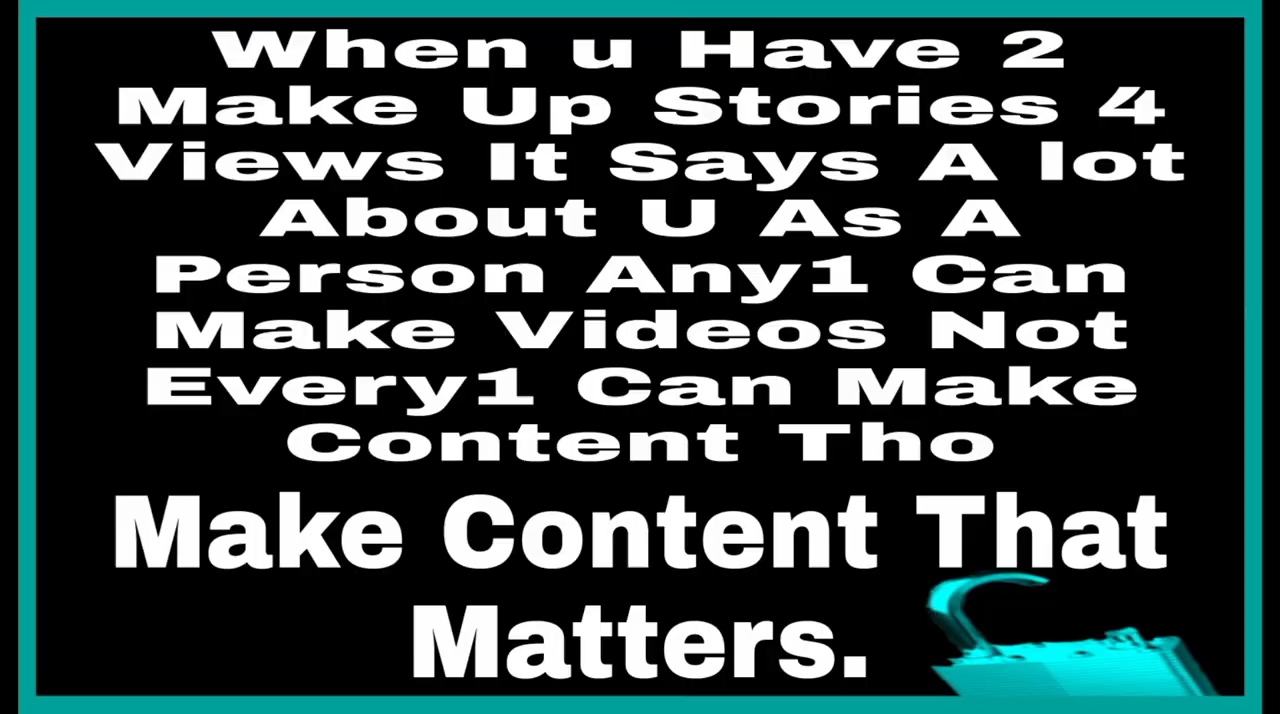 When u Have 2
Make Up Stories 4
Views It Says A lot
About U As A
Person Any1 Can
Make Videos Not
Every1 Can Make
Content Tho
Make Content That
Matters.